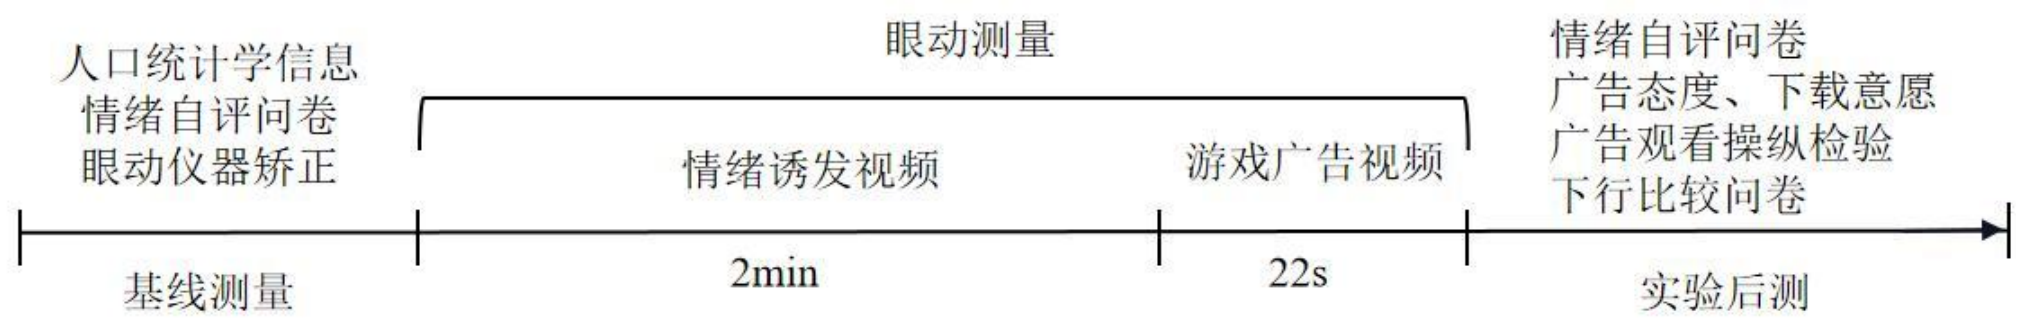 人口统计学信息
情绪自评问卷
眼动仪器矫正
眼动测量
情绪诱发视频
游戏广告视频
情绪自评问卷
广告态度、下载意愿
广告观看操纵检验
下行比较问卷
基线测量
2min
22s
实验后测